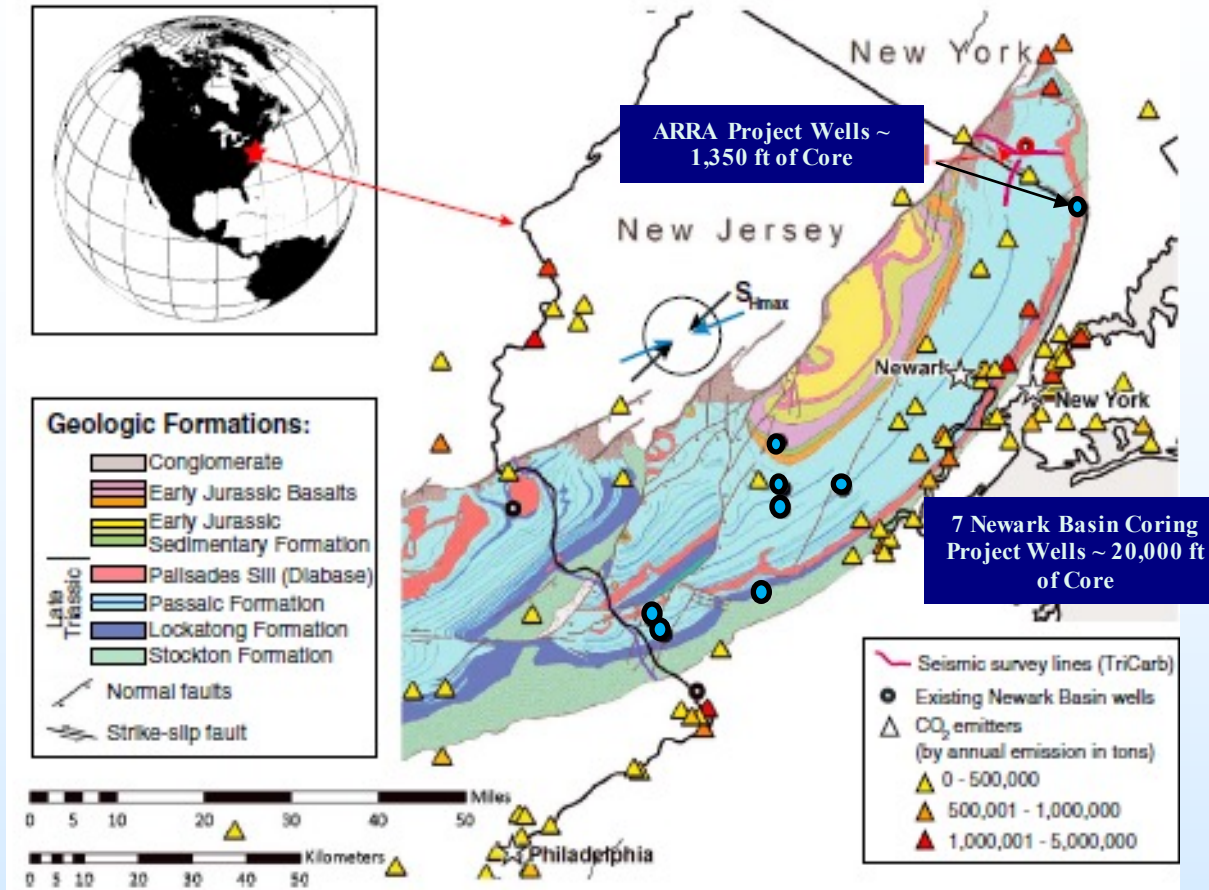 New York
ARRA Project Wells ~
1,350 ft of Core
New Jersey
S Hmax
Newark
New York
Geologic Formations:
Conglomerate
Early Jurassic Basalts
Early Jurassic
Sedimentary Formation
Late
Triassic
Palisades Sill (Diabase)
Passaic Formation
Lockatong Formation
Stockton Formation
Normal faults
Strike-slip fault
7 Newark Basin Coring
Project Wells ~ 20,000 ft
of Core
Seismic survey lines (TriCarb)
Existing Newark Basin wells
CO2 emitters
(by annual emission in tons)
0 - 500,000
500,001 - 1,000,000
1,000,001 - 5,000,000
Miles
0 5 10 20 30 40 50
Kilometers
0 5 10 20 30 40 50
Philadelphia